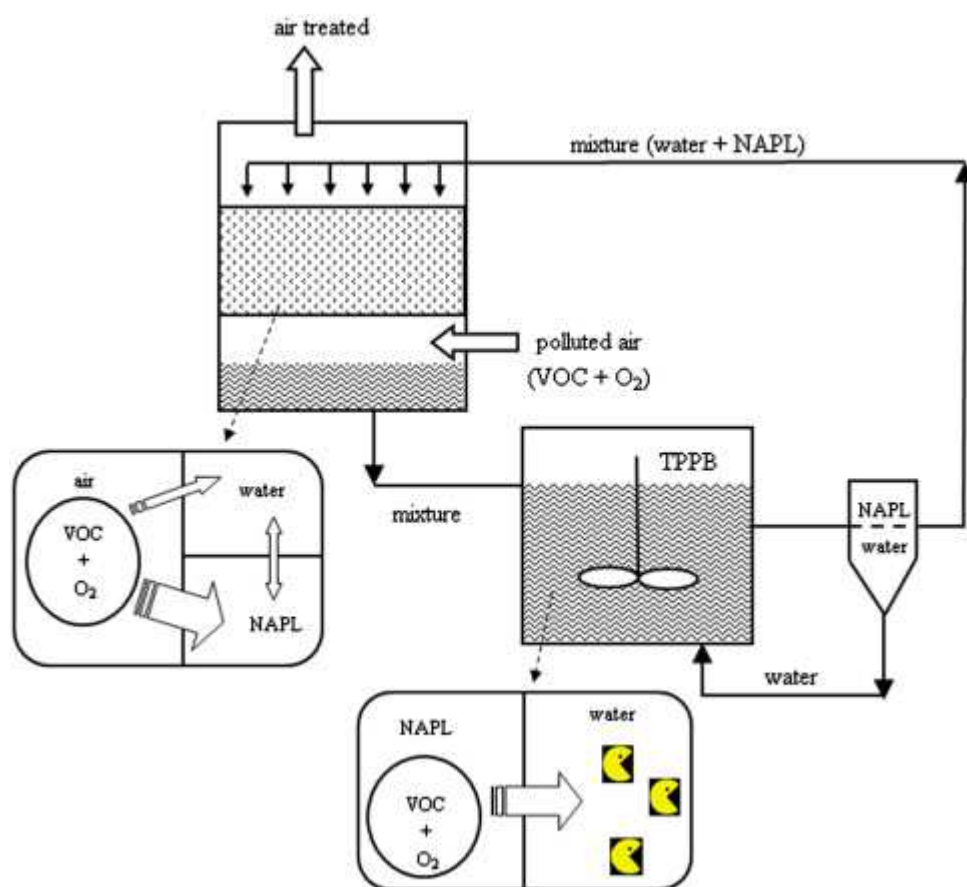 air treated
mixture (water + NAPL)
polluted air
(VOC + O₂)
TPPB
mixture
NAPL
water
water
air
water
VOC
+
O₂
NAPL
NAPL
water
VOC
+
O₂